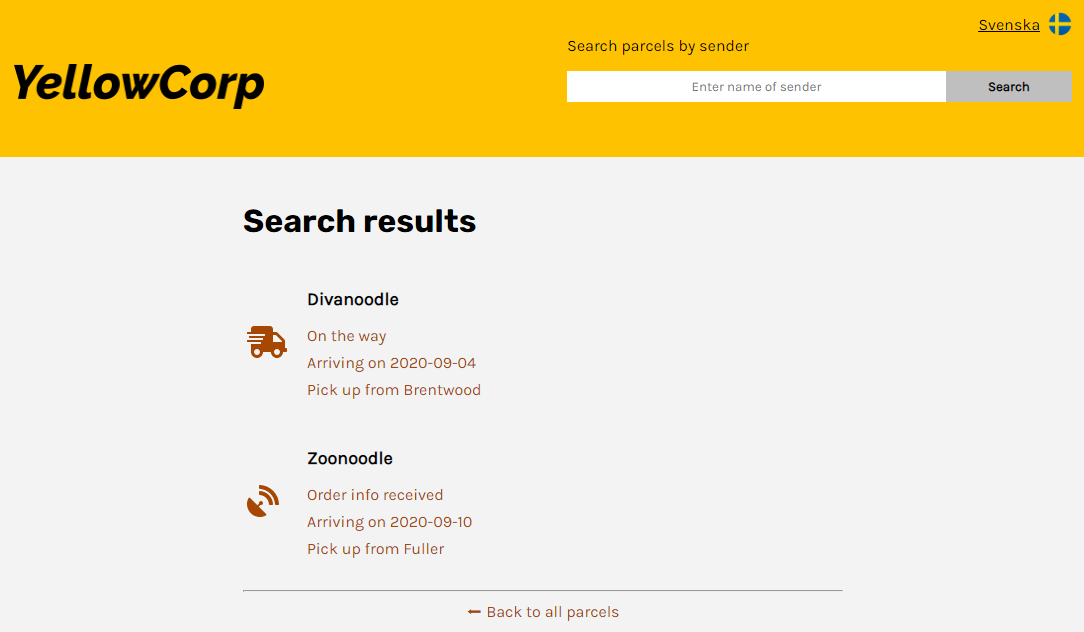 Svenska
YellowCorp
Search parcels by sender
Enter name of sender
Search
Search results
Divanoodle
On the way
Arriving on 2020-09-04
Pick up from Brentwood
Zoonoodle
Order info received
Arriving on 2020-09-10
Pick up from Fuller
Back to all parcels